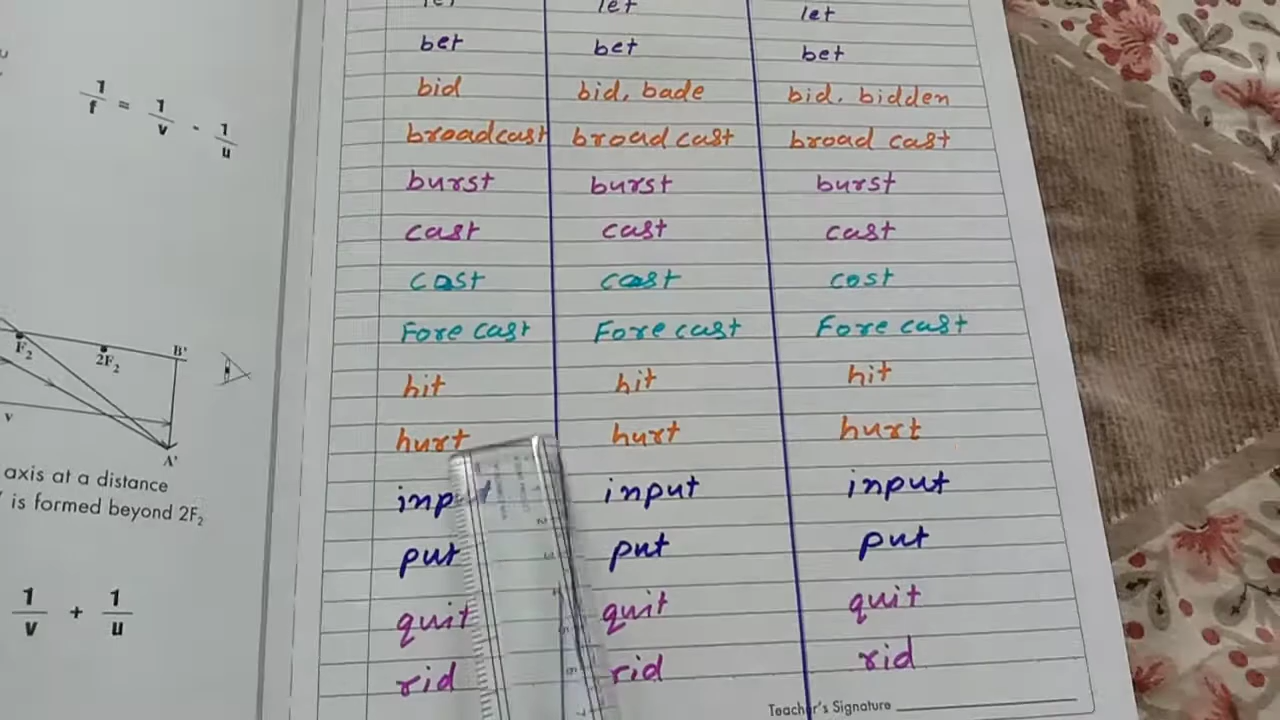 1/f = 1/v - 1/u
F2
2F2
B'
v
A'
axis at a distance
is formed beyond 2F2
1/v + 1/u
let let let
bet bet bet
bid bid, bade bid, bidden
broadcast broad cast broad cast
burst burst burst
cast cast cast
cost cost cost
Fore cast Fore cast Fore cast
hit hit hit
hurt hurt hurt
input input input
put put put
quit quit quit
rid rid rid
Teacher's Signature